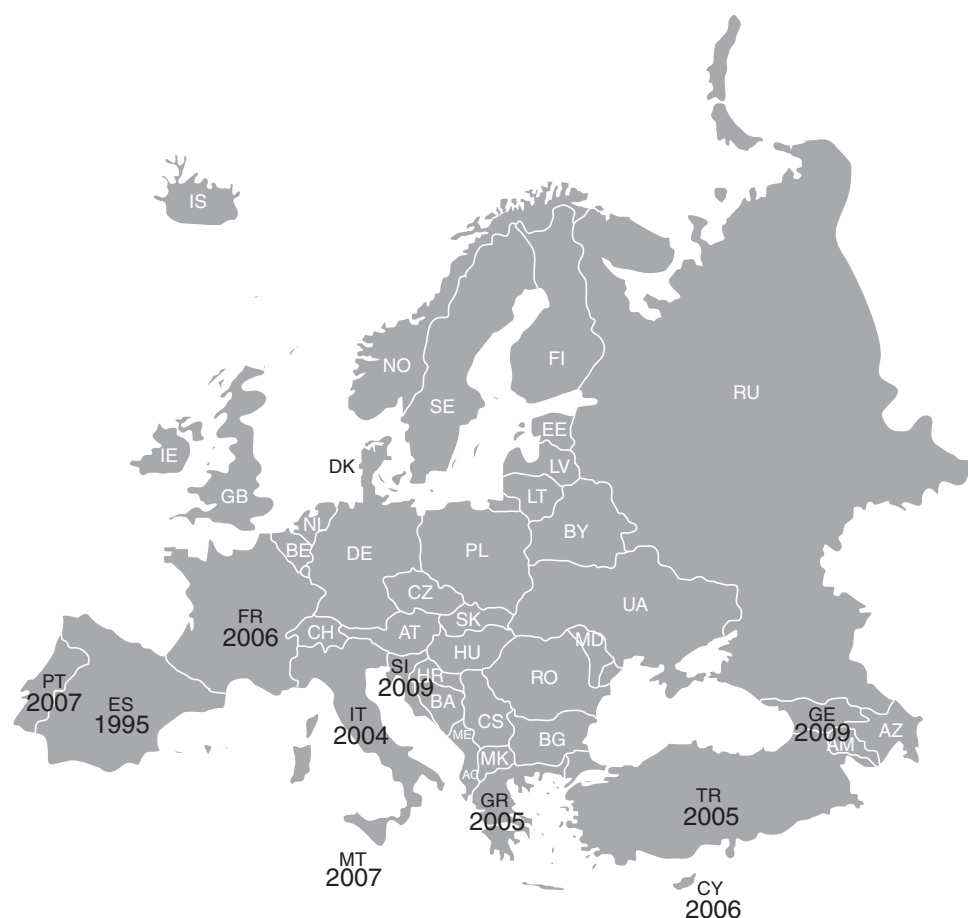 IS
NO
FI
RU
SE
EE
IE
DK
LV
GB
LT
NL
BY
BE
DE
PL
CZ
UA
FR
2006
SK
CH
AT
MD
HU
SI
2009
HR
RO
PT
2007
ES
1995
BA
IT
2004
CS
ME
BG
GE
2009
AZ
AM
MK
GR
2005
TR
2005
MT
2007
CY
2006